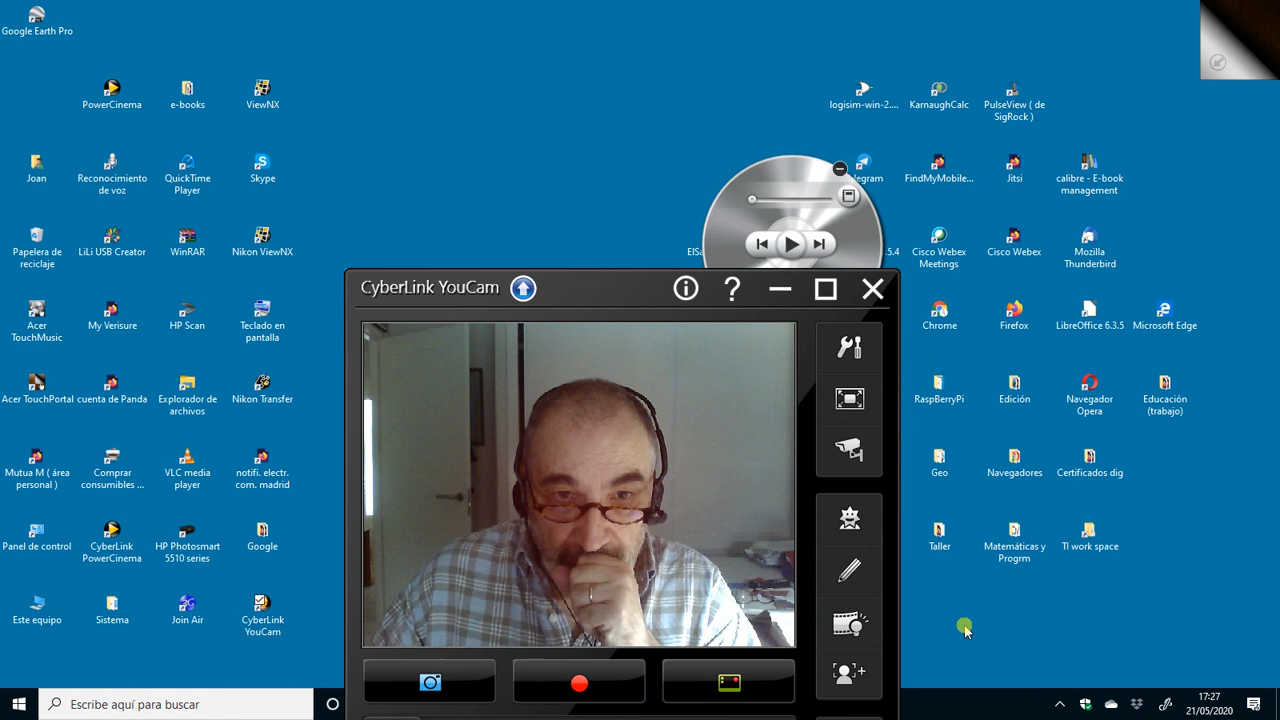 Google Earth Pro
PowerCinema
e-books
ViewNX
logisim-win-2....
KarnaughCalc
PulseView ( de
SigRock )
Joan
Reconocimiento
de voz
QuickTime
Player
Skype
elegram
FindMyMobile...
Jitsi
calibre - E-book
management
Papelera de
reciclaje
LiLi USB Creator
WinRAR
Nikon ViewNX
ElSa
.5.4
Cisco Webex
Meetings
Cisco Webex
Mozilla
Thunderbird
CyberLink YouCam
Acer
TouchMusic
My Verisure
HP Scan
Teclado en
pantalla
Chrome
Firefox
LibreOffice 6.3.5
Microsoft Edge
Acer TouchPortal
cuenta de Panda
Explorador de
archivos
Nikon Transfer
RaspBerryPi
Edición
Navegador
Opera
Educación
(trabajo)
Mutua M ( área
personal )
Comprar
consumibles ...
VLC media
player
notifi. electr.
com. madrid
Geo
Navegadores
Certificados dig
Panel de control
CyberLink
PowerCinema
HP Photosmart
5510 series
Google
Taller
Matemáticas y
Progrm
TI work space
Este equipo
Sistema
Join Air
CyberLink
YouCam
Escribe aquí para buscar
17:27
21/05/2020